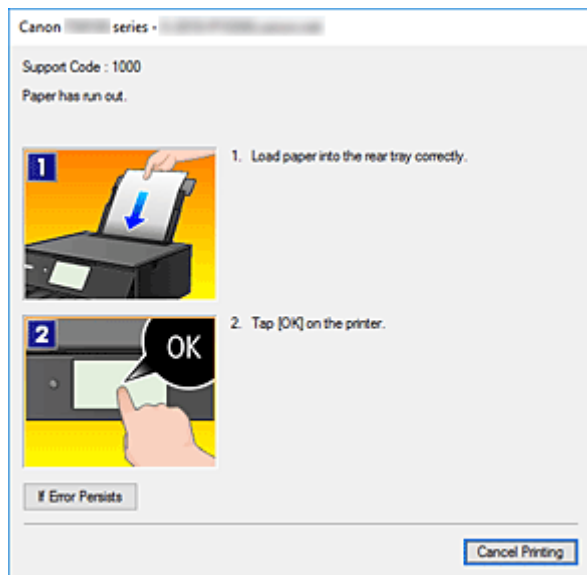 Canon series -
Support Code : 1000
Paper has run out.
1
1. Load paper into the rear tray correctly.
2
OK
2. Tap [OK] on the printer.
If Error Persists
Cancel Printing